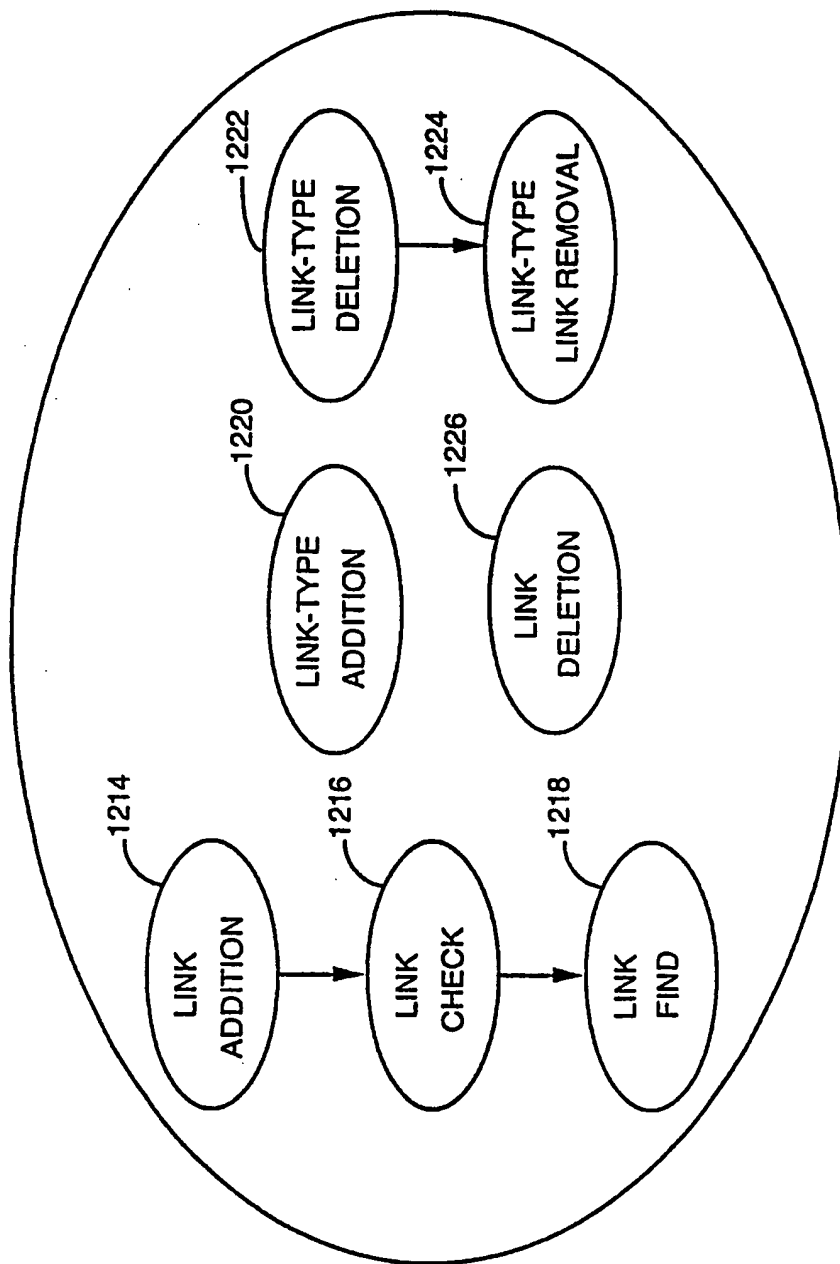 1214
LINK
ADDITION
1216
LINK
CHECK
1218
LINK
FIND
1220
LINK-TYPE
ADDITION
1226
LINK
DELETION
1222
LINK-TYPE
DELETION
1224
LINK-TYPE
LINK REMOVAL